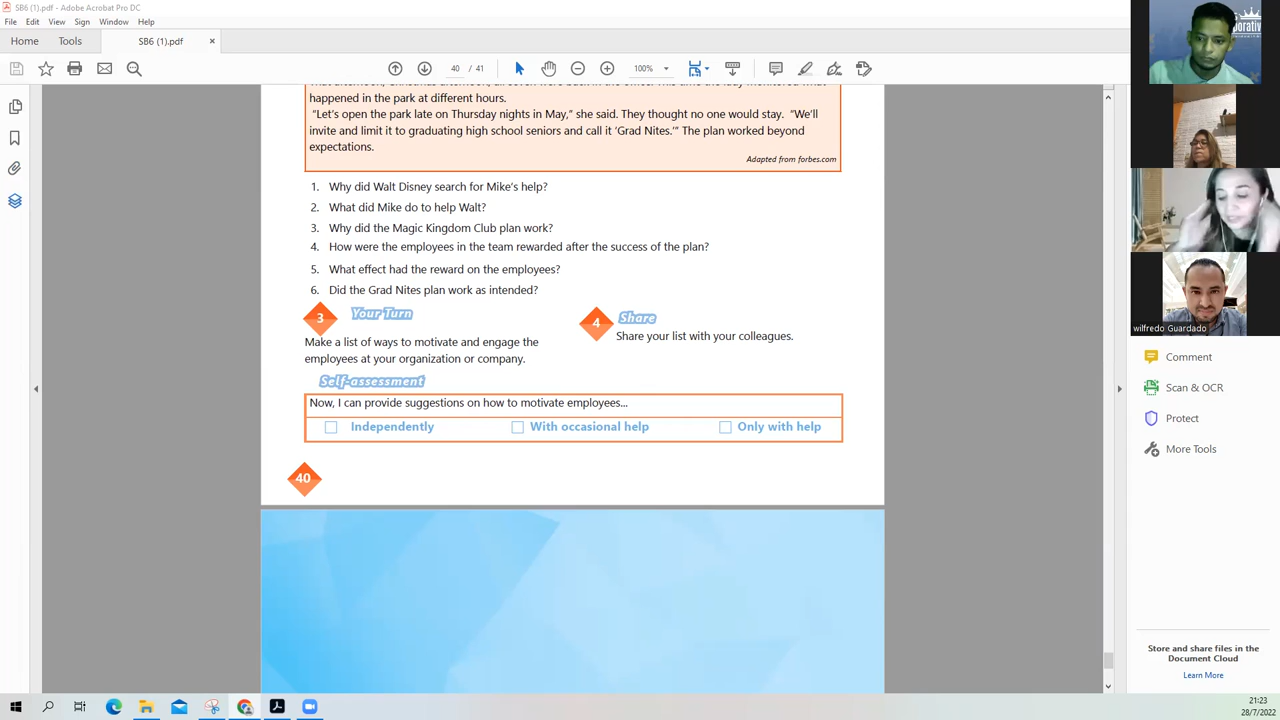 SB6 (1).pdf - Adobe Acrobat Pro DC
File Edit View Sign Window Help
Home Tools SB6 (1).pdf ×
40 / 41 100%
happened in the park at different hours.
“Let’s open the park late on Thursday nights in May,” she said. They thought no one would stay. “We’ll
invite and limit it to graduating high school seniors and call it ‘Grad Nites.’” The plan worked beyond
expectations.
Adapted from forbes.com
1. Why did Walt Disney search for Mike’s help?
2. What did Mike do to help Walt?
3. Why did the Magic Kingdom Club plan work?
4. How were the employees in the team rewarded after the success of the plan?
5. What effect had the reward on the employees?
6. Did the Grad Nites plan work as intended?
3 Your Turn
Make a list of ways to motivate and engage the
employees at your organization or company.
4 Share
Share your list with your colleagues.
Self-assessment
Now, I can provide suggestions on how to motivate employees...
Independently With occasional help Only with help
40
wilfredo Guardado
Comment
Scan & OCR
Protect
More Tools
Store and share files in the
Document Cloud
Learn More
21:23
28/7/2022